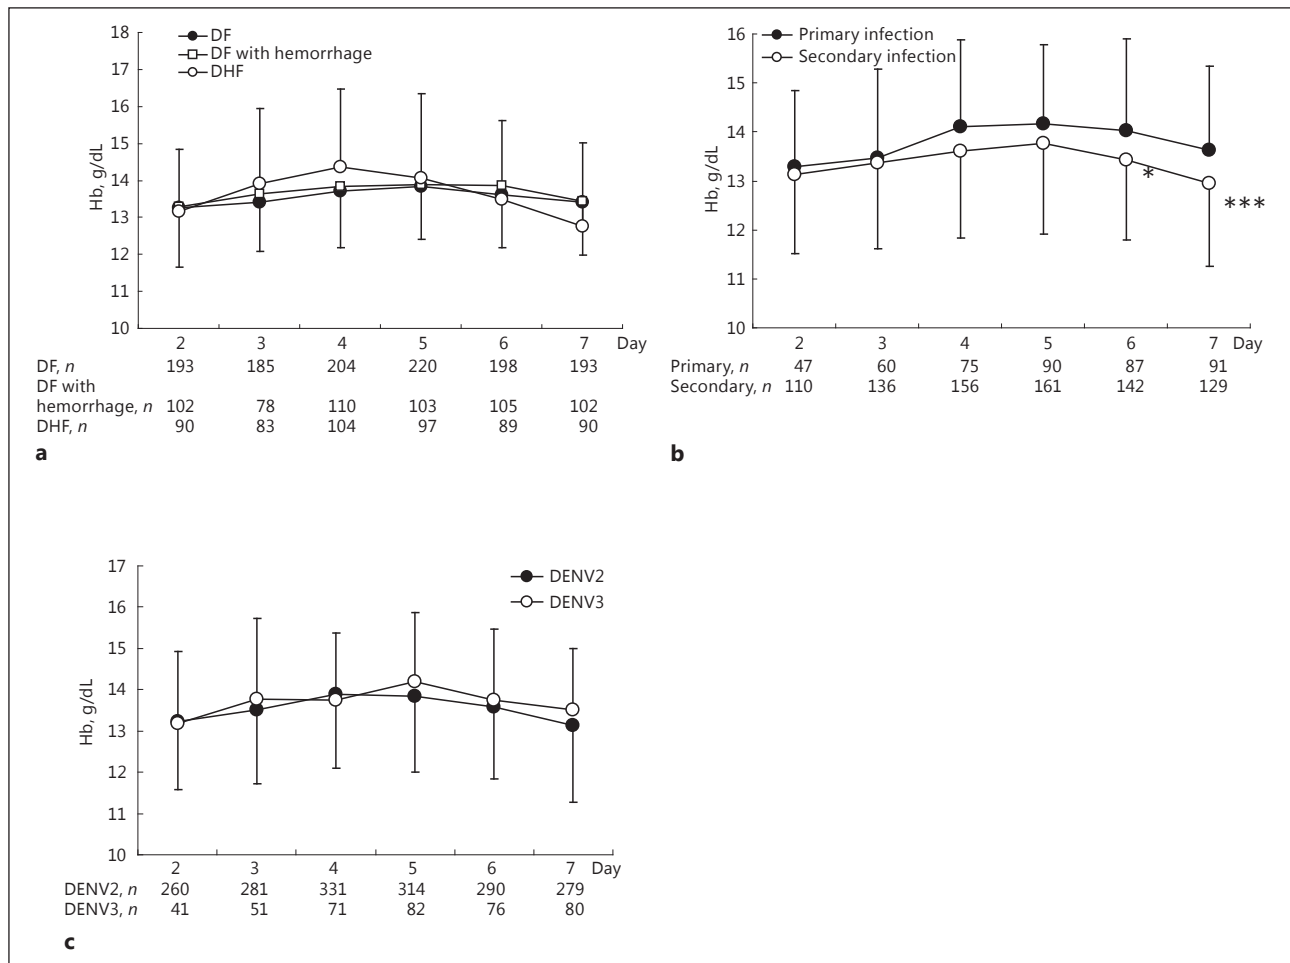 18
17
16
15
14
13
12
11
10
Hb, g/dL
DF
DF with hemorrhage
DHF
2 3 4 5 6 7 Day
DF, n 193 185 204 220 198 193
DF with
hemorrhage, n 102 78 110 103 105 102
DHF, n 90 83 104 97 89 90
a
16
15
14
13
12
11
10
Hb, g/dL
Primary infection
Secondary infection
*
***
2 3 4 5 6 7 Day
Primary, n 47 60 75 90 87 91
Secondary, n 110 136 156 161 142 129
b
17
16
15
14
13
12
11
10
Hb, g/dL
DENV2
DENV3
2 3 4 5 6 7 Day
DENV2, n 260 281 331 314 290 279
DENV3, n 41 51 71 82 76 80
c